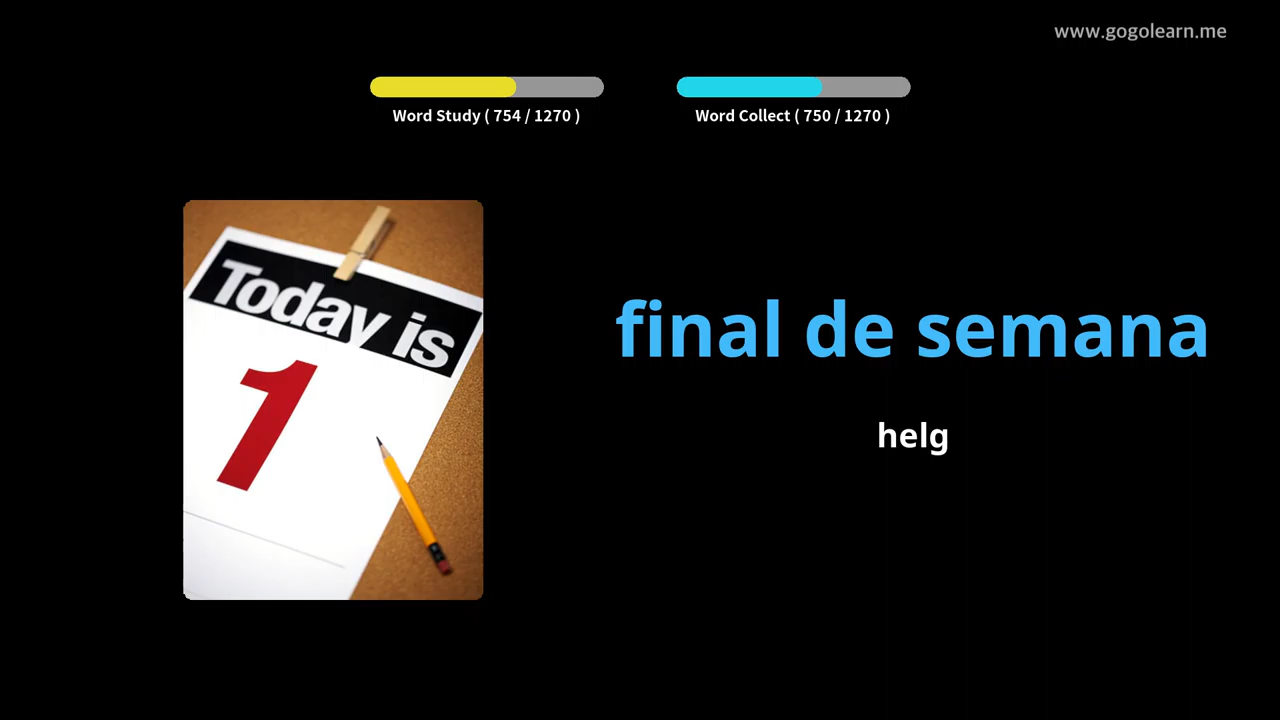 www.gogolearn.me
Word Study ( 754 / 1270 )
Word Collect ( 750 / 1270 )
Today is
1
final de semana
helg